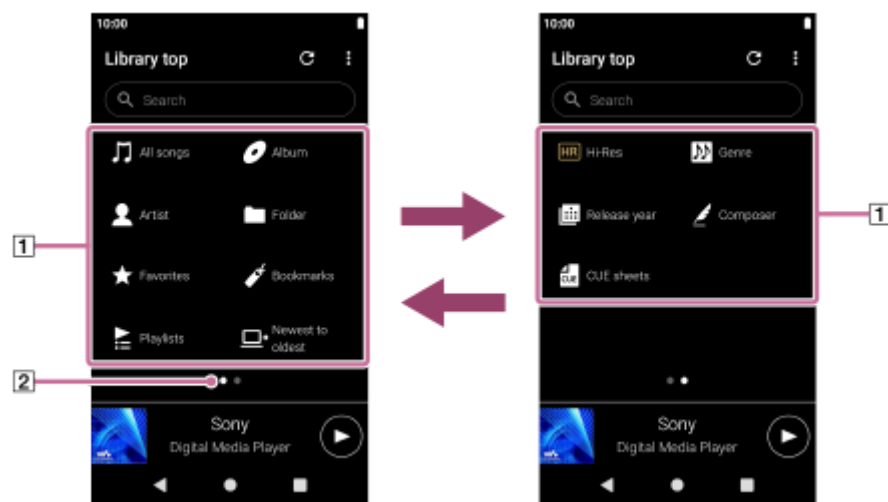 10:00
Library top
Search
All songs
Album
Artist
Folder
Favorites
Bookmarks
Playlists
Newest to
oldest
Sony
Digital Media Player
1
2
10:00
Library top
Search
HR Hi-Res
Genre
Release year
Composer
CUE CUE sheets
Sony
Digital Media Player
1